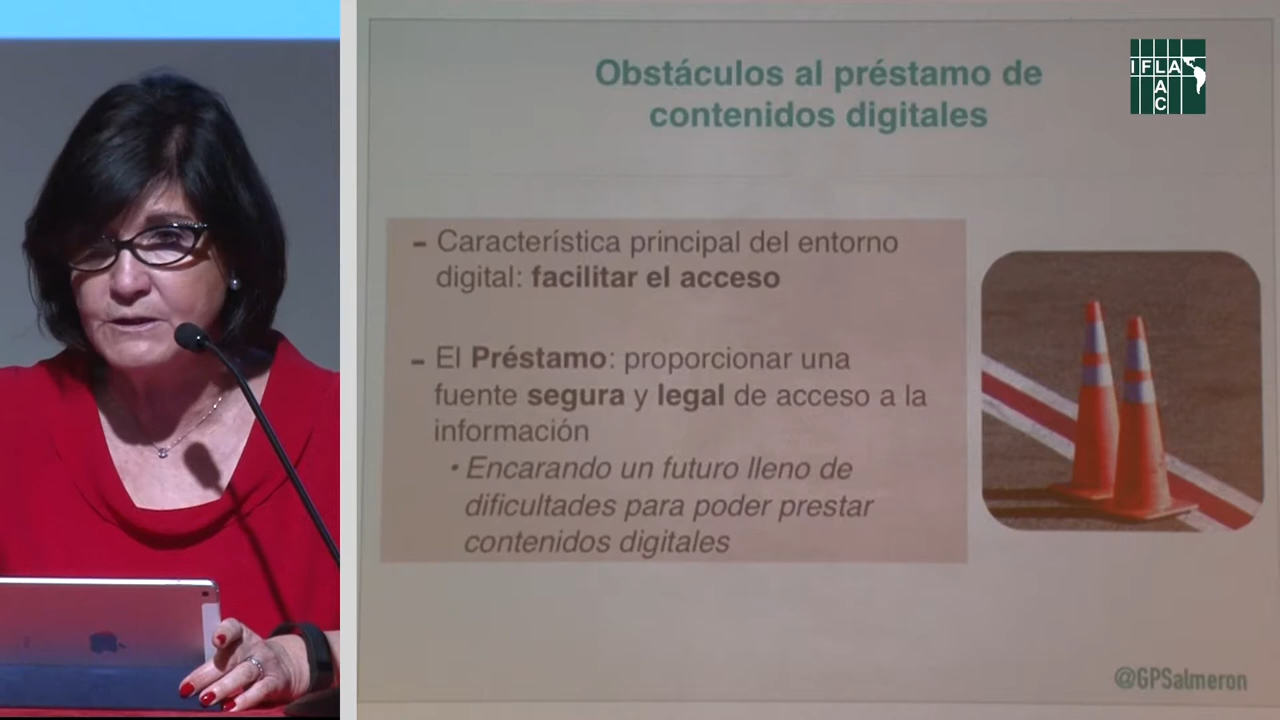 Obstáculos al préstamo de
contenidos digitales
IFLA
A
C
- Característica principal del entorno
digital: facilitar el acceso
- El Préstamo: proporcionar una
fuente segura y legal de acceso a la
información
• Encarando un futuro lleno de
dificultades para poder prestar
contenidos digitales
@GPSalmeron